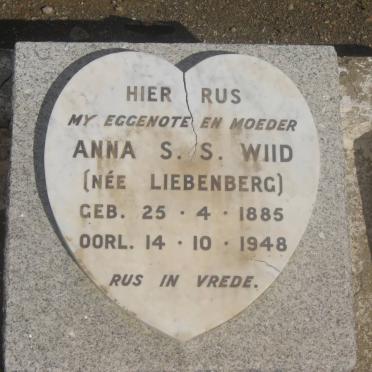 HIER RUS
MY EGGENOTE EN MOEDER
ANNA S. S. WIID
(NÉE LIEBENBERG)
GEB. 25 · 4 · 1885
OORL. 14 · 10 · 1948
RUS IN VREDE.